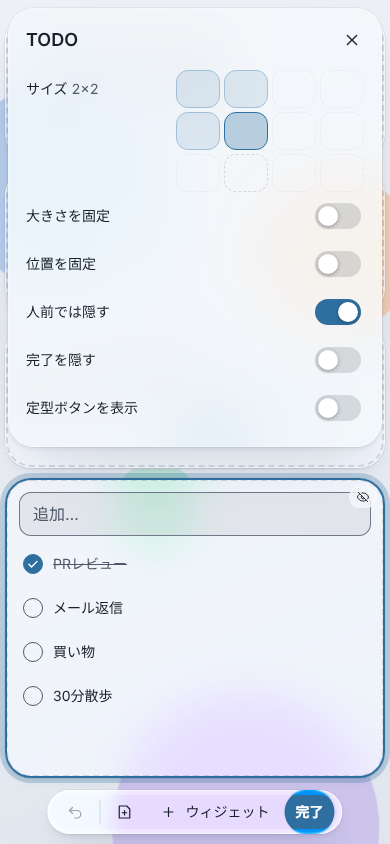 TODO
サイズ 2×2
大きさを固定
位置を固定
人前では隠す
完了を隠す
定型ボタンを表示
追加...
PRレビュー
メール返信
買い物
30分散歩
ウィジェット 完了